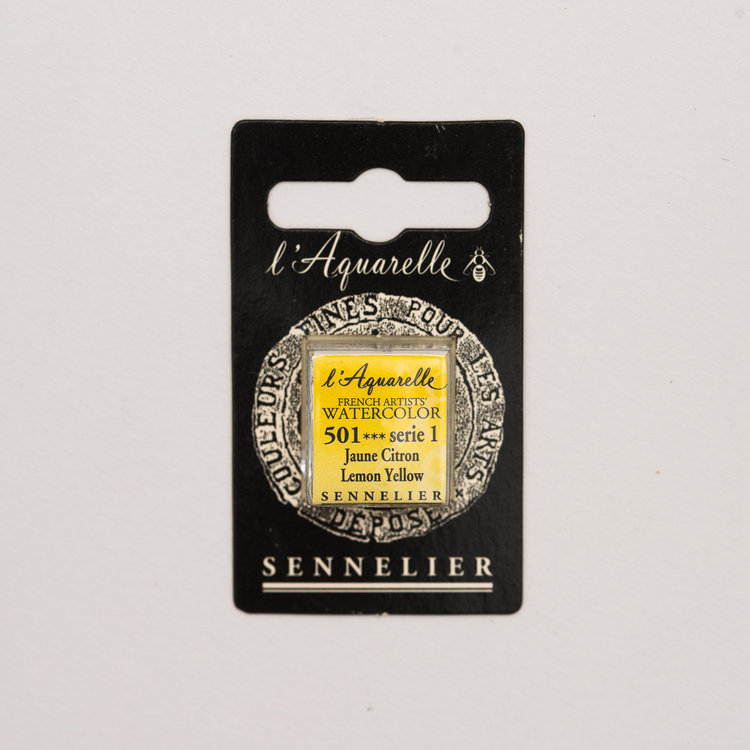 l'Aquarelle
COULEURS FINES POUR LES ARTS
DÉPOSÉ
l'Aquarelle
FRENCH ARTISTS'
WATERCOLOR
501*** serie 1
Jaune Citron
Lemon Yellow
SENNELIER
SENNELIER